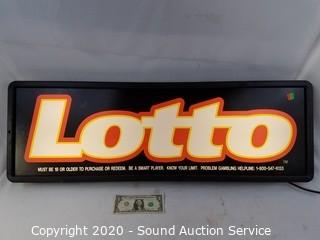 Lotto
TM
MUST BE 18 OR OLDER TO PURCHASE OR REDEEM. BE A SMART PLAYER. KNOW YOUR LIMIT. PROBLEM GAMBLING HELPLINE: 1-800-547-6133
Copyright 2020 - Sound Auction Service